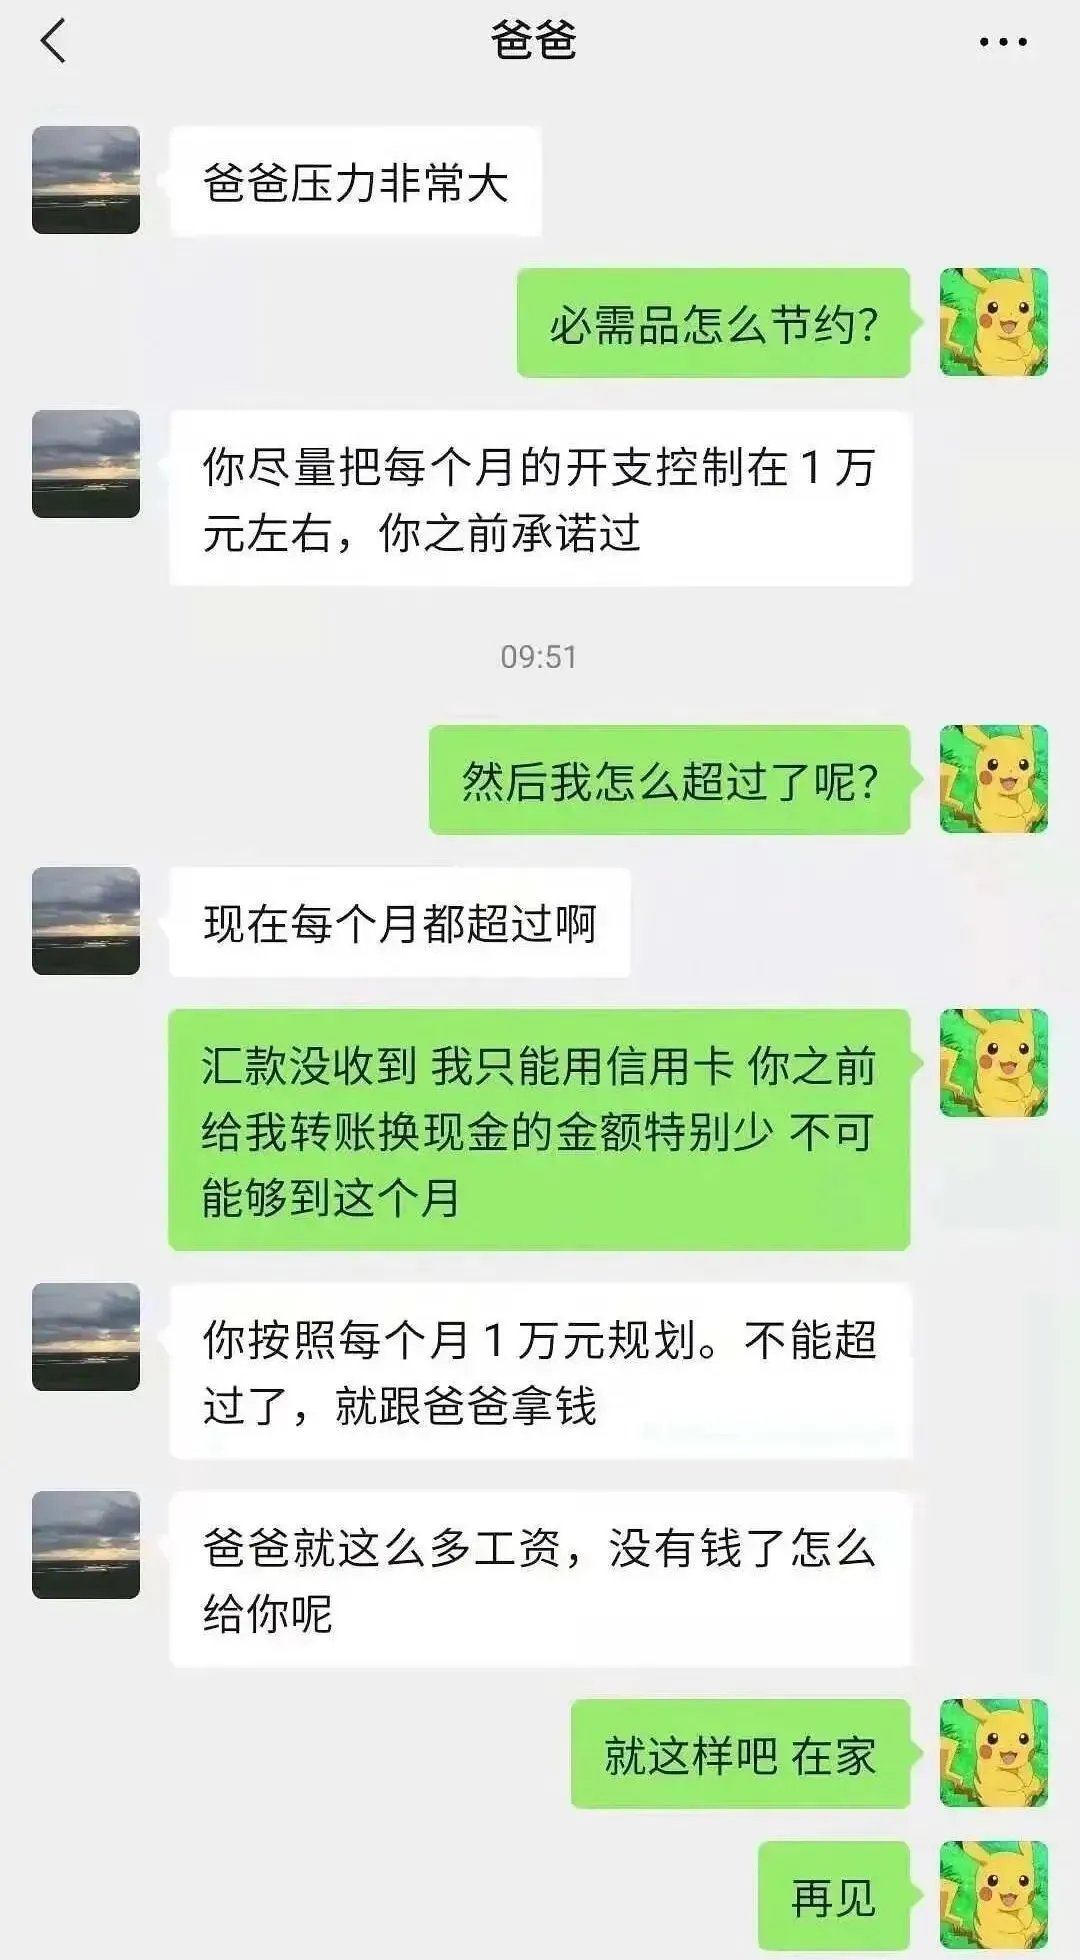 爸爸
爸爸压力非常大
必需品怎么节约?
你尽量把每个月的开支控制在1万
元左右，你之前承诺过
09:51
然后我怎么超过了呢?
现在每个月都超过啊
汇款没收到 我只能用信用卡 你之前
给我转账换现金的金额特别少 不可
能够到这个月
你按照每个月1万元规划。不能超
过了，就跟爸爸拿钱
爸爸就这么多工资，没有钱了怎么
给你呢
就这样吧 在家
再见